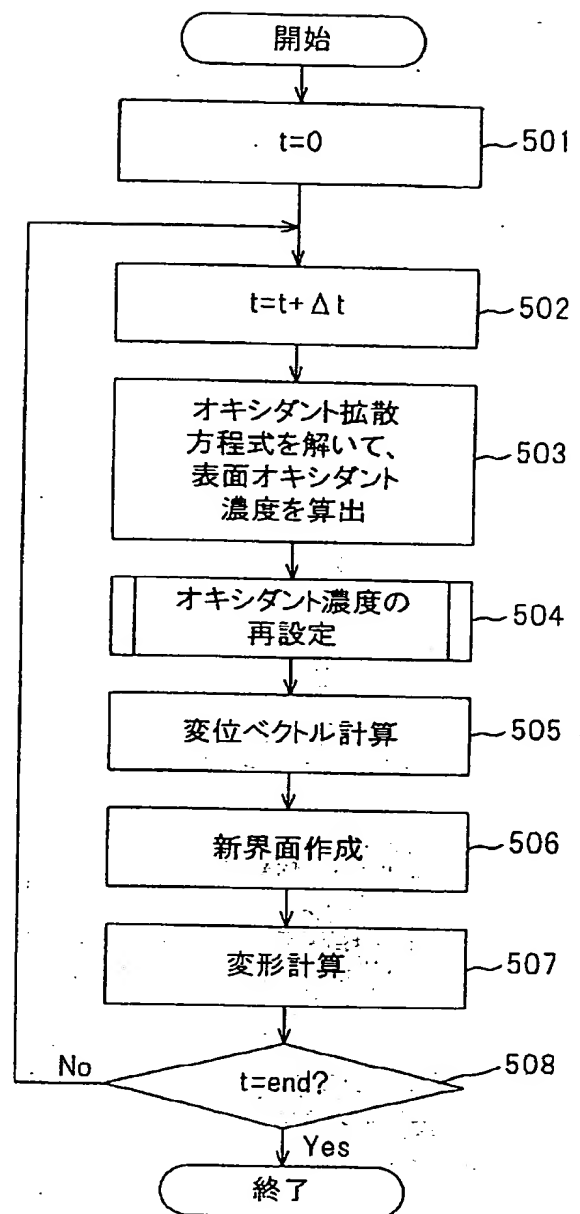 開始
t=0
501
t=t+Δt
502
オキシダント拡散
方程式を解いて、
表面オキシダント
濃度を算出
503
オキシダント濃度の
再設定
504
変位ベクトル計算
505
新界面作成
506
変形計算
507
t=end?
508
No
Yes
終了